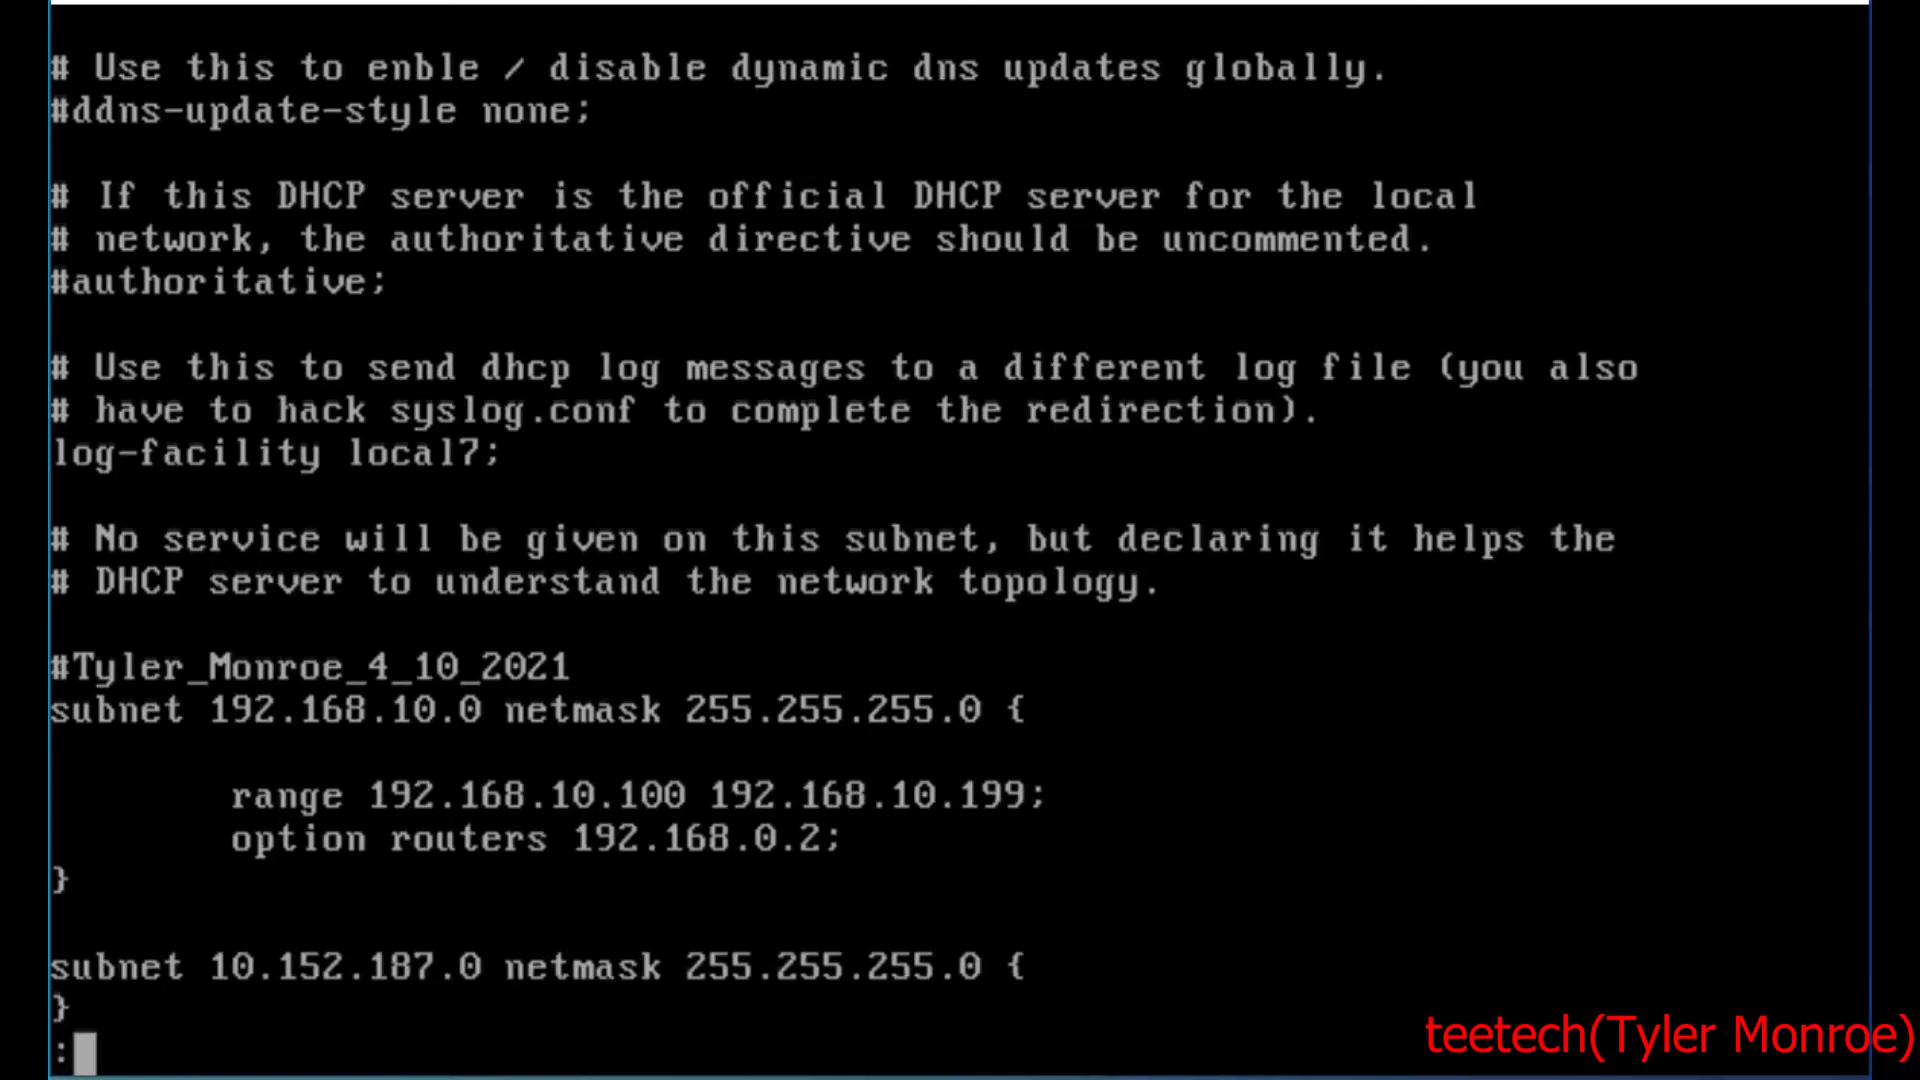 # Use this to enble / disable dynamic dns updates globally.
#ddns-update-style none;
# If this DHCP server is the official DHCP server for the local
# network, the authoritative directive should be uncommented.
#authoritative;
# Use this to send dhcp log messages to a different log file (you also
# have to hack syslog.conf to complete the redirection).
log-facility local7;
# No service will be given on this subnet, but declaring it helps the
# DHCP server to understand the network topology.
#Tyler_Monroe_4_10_2021
subnet 192.168.10.0 netmask 255.255.255.0 {
range 192.168.10.100 192.168.10.199;
option routers 192.168.0.2;
}
subnet 10.152.187.0 netmask 255.255.255.0 {
}
:
teetech(Tyler Monroe)